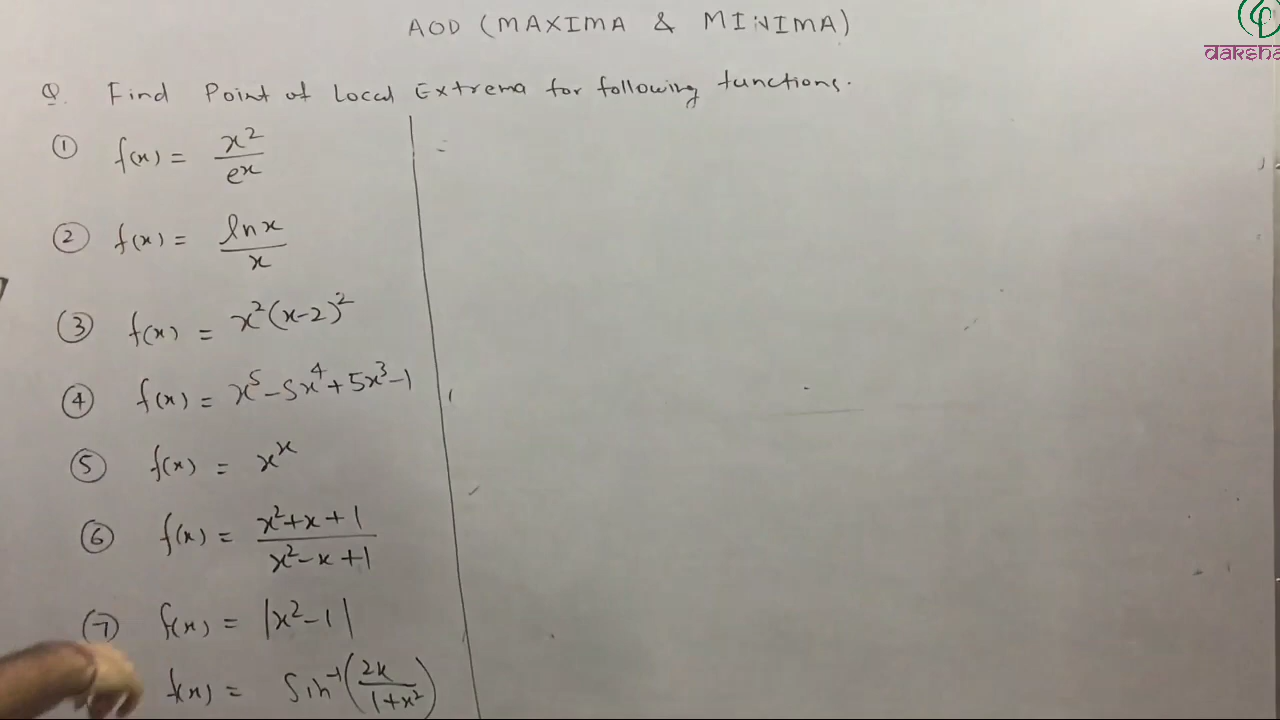 AOD (MAXIMA & MINIMA)
daksha
Q. Find Point of Local Extrema for following functions.
① f(x) = x²/eˣ
② f(x) = lnx/x
③ f(x) = x²(x-2)²
④ f(x) = x⁵-5x⁴+5x³-1
⑤ f(x) = xˣ
⑥ f(x) = (x²+x+1)/(x²-x+1)
⑦ f(x) = |x²-1|
f(x) = Sin⁻¹(2x/(1+x²))